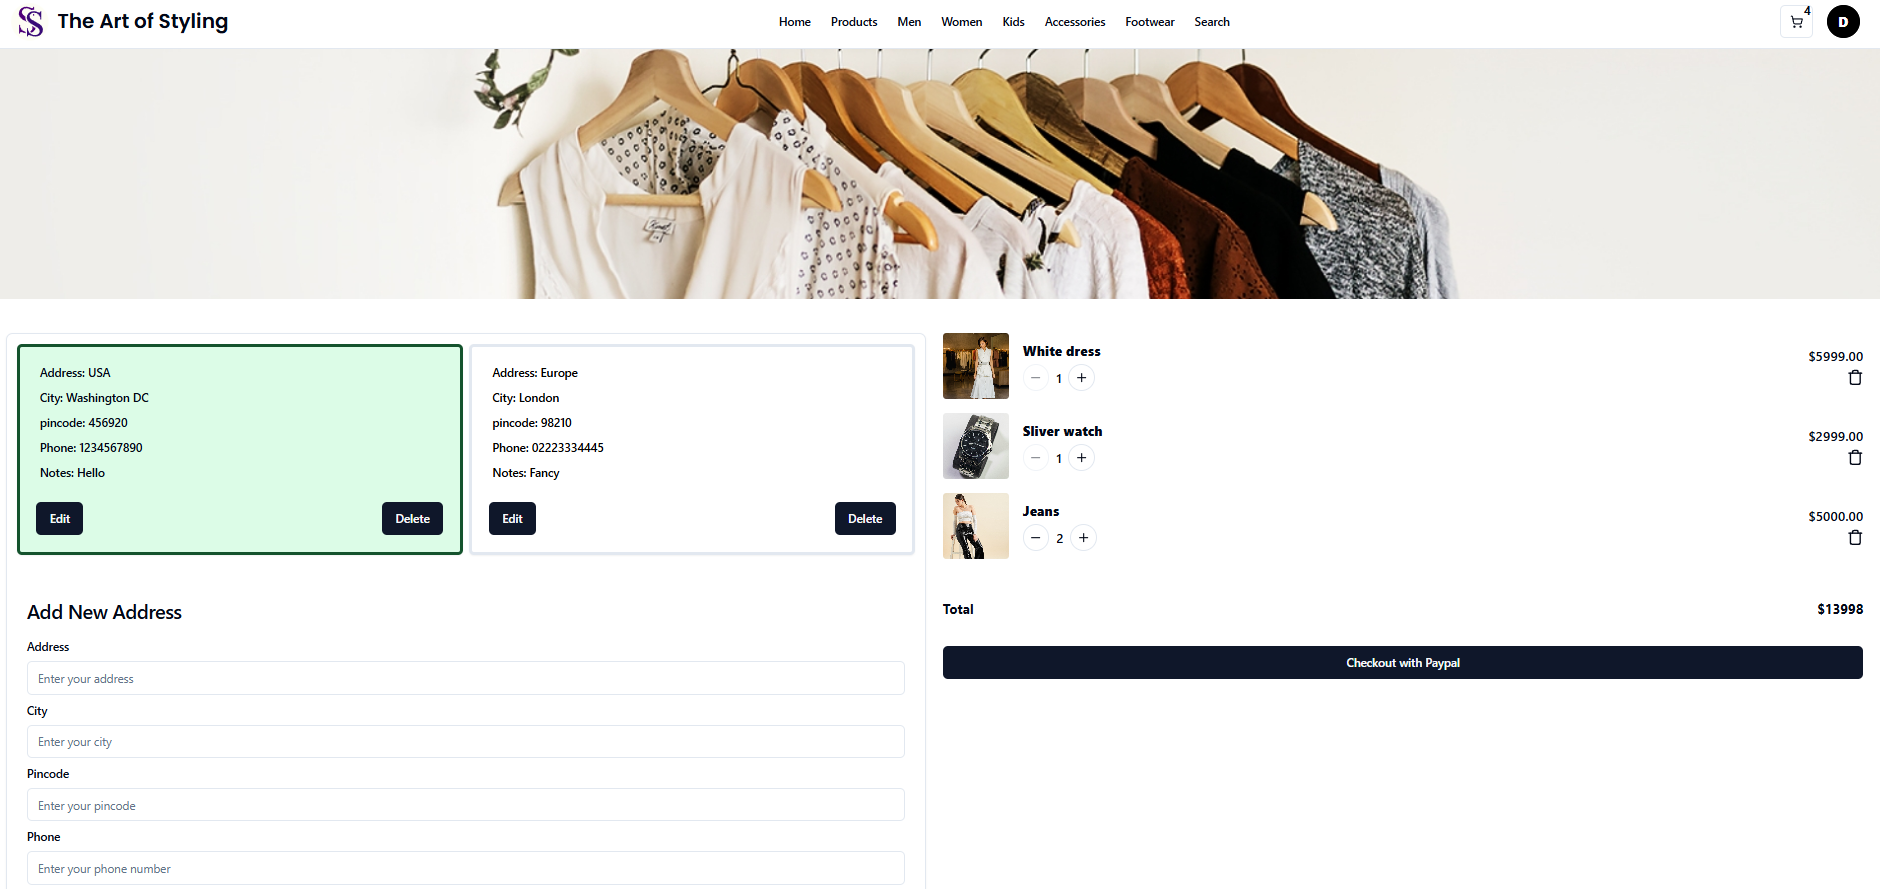 SS The Art of Styling
Home Products Men Women Kids Accessories Footwear Search
4
D
Address: USA
City: Washington DC
pincode: 456920
Phone: 1234567890
Notes: Hello
Edit Delete
Address: Europe
City: London
pincode: 98210
Phone: 02223334445
Notes: Fancy
Edit Delete
Add New Address
Address
Enter your address
City
Enter your city
Pincode
Enter your pincode
Phone
Enter your phone number
White dress
$5999.00
− 1 +
Sliver watch
$2999.00
− 1 +
Jeans
$5000.00
− 2 +
Total $13998
Checkout with Paypal